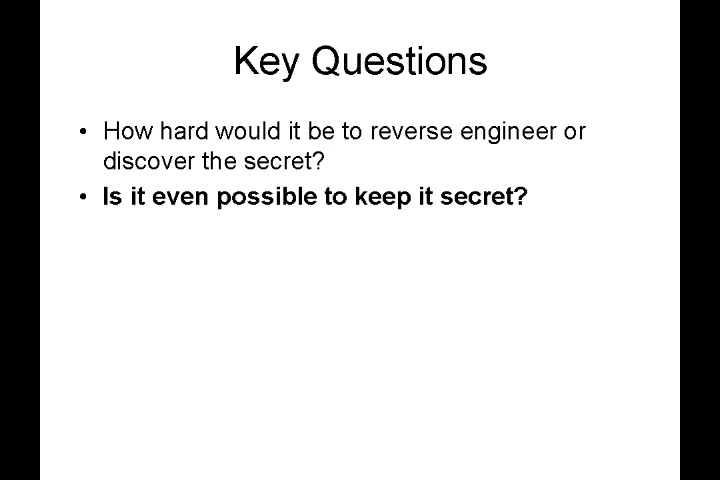 Key Questions
• How hard would it be to reverse engineer or
discover the secret?
• Is it even possible to keep it secret?